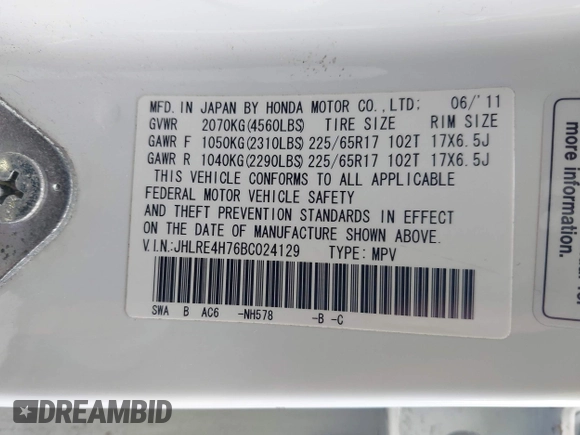 MFD. IN JAPAN BY HONDA MOTOR CO., LTD: 06/'11
GVWR 2070KG(4560LBS) TIRE SIZE RIM SIZE
GAWR F 1050KG(2310LBS) 225/65R17 102T 17X6.5J
GAWR R 1040KG(2290LBS) 225/65R17 102T 17X6.5J
THIS VEHICLE CONFORMS TO ALL APPLICABLE
FEDERAL MOTOR VEHICLE SAFETY
AND THEFT PREVENTION STANDARDS IN EFFECT
ON THE DATE OF MANUFACTURE SHOWN ABOVE.
V.I.N:JHLRE4H76BC024129 TYPE: MPV
SWA B AC6 -NH578 -B -C
more information.
DREAMBID